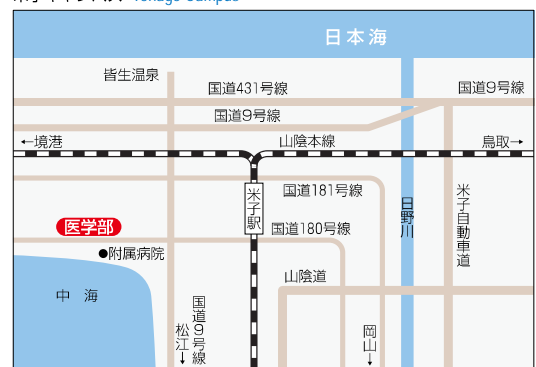 Yonago Campus
日本海
皆生温泉
国道431号線
国道9号線
国道9号線
←境港
山陰本線
鳥取→
国道181号線
米子駅
日野川
米子自動車道
医学部
国道180号線
●附属病院
山陰道
中海
国道9号線
松江↓
岡山↓